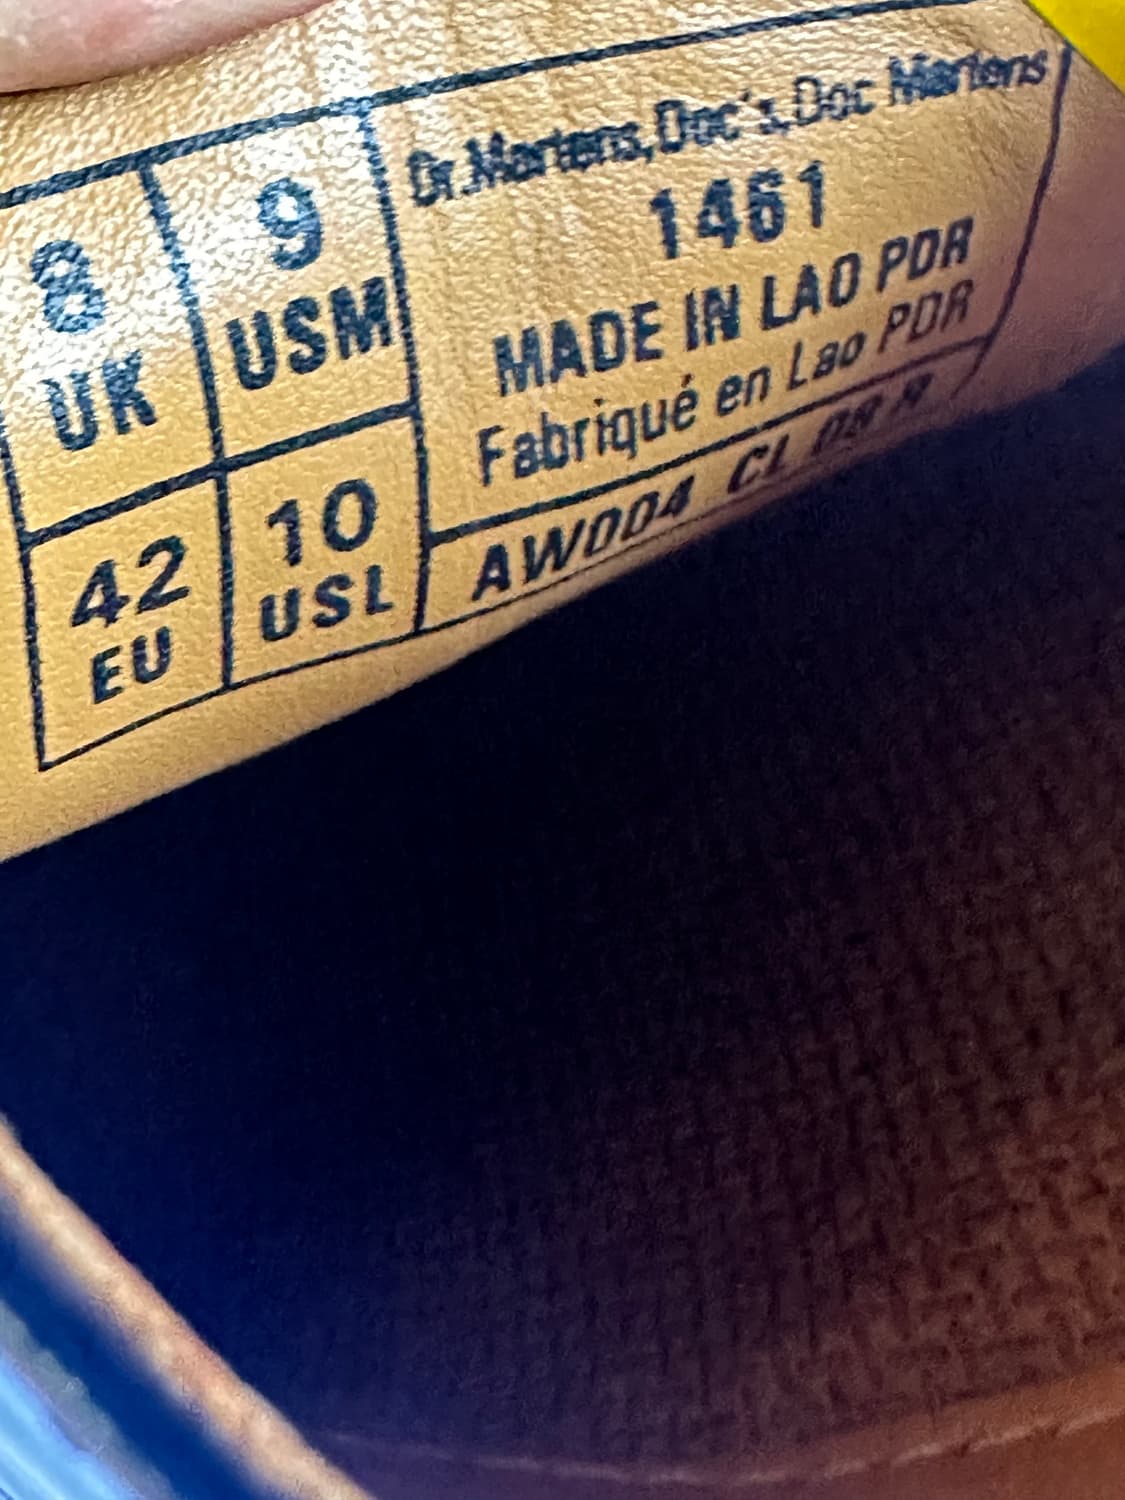 8
UK
9
USM
42
EU
10
USL
Dr.Martens,Doc's,Doc Martens
1461
MADE IN LAO PDR
Fabriqué en Lao PDR
AW004 CL